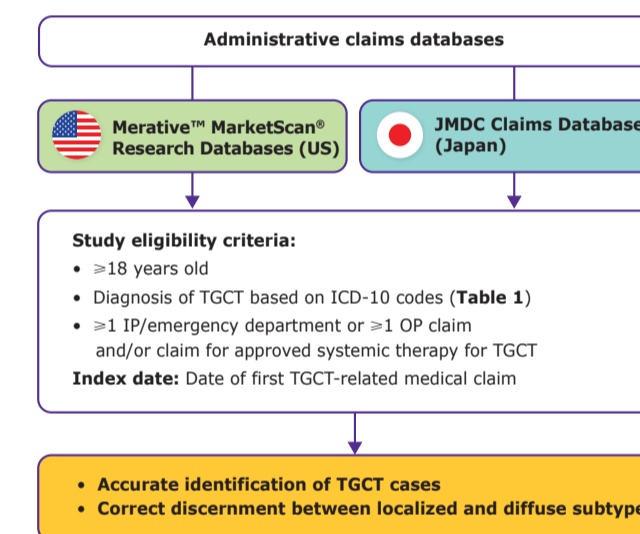 Administrative claims databases
Merative™ MarketScan®
Research Databases (US)
JMDC Claims Database
(Japan)
Study eligibility criteria:
• ≥18 years old
• Diagnosis of TGCT based on ICD-10 codes (Table 1)
• ≥1 IP/emergency department or ≥1 OP claim
and/or claim for approved systemic therapy for TGCT
Index date: Date of first TGCT-related medical claim
• Accurate identification of TGCT cases
• Correct discernment between localized and diffuse subtype